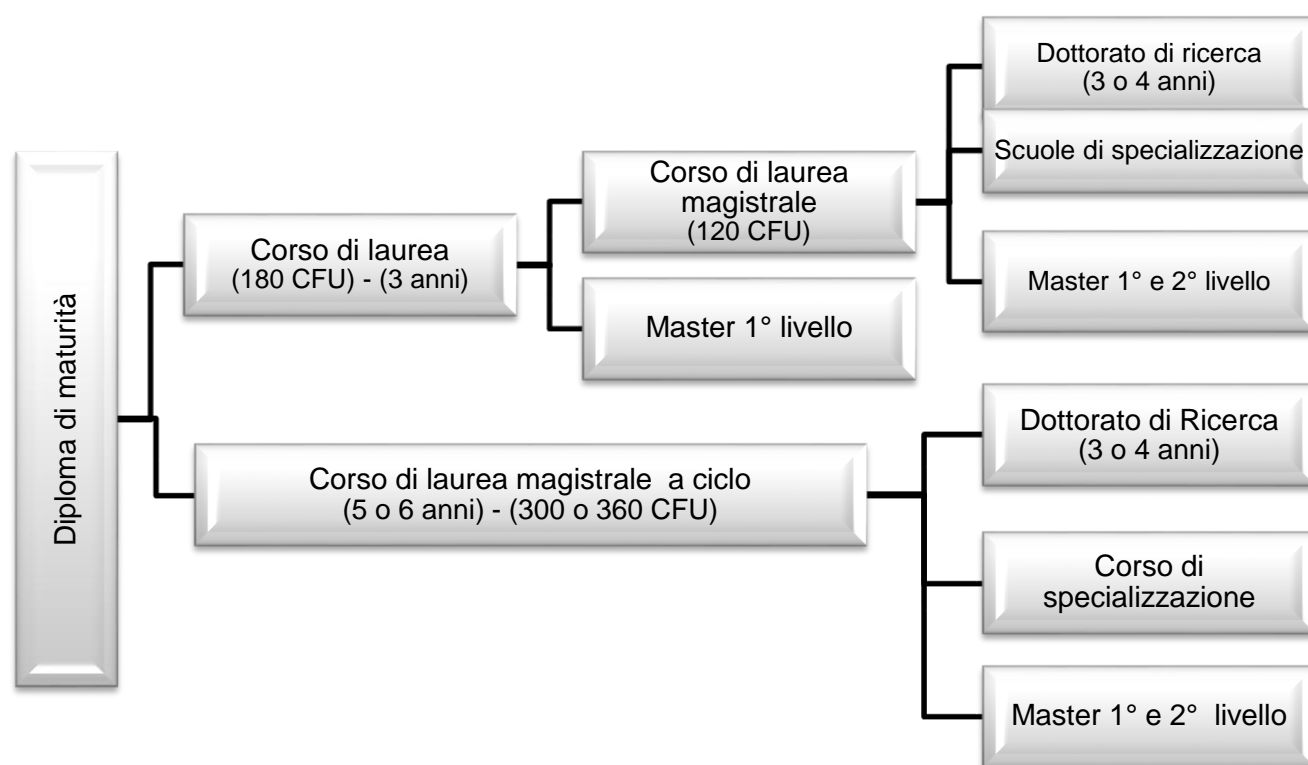 Diploma di maturità
Corso di laurea
(180 CFU) - (3 anni)
Corso di laurea
magistrale
(120 CFU)
Dottorato di ricerca
(3 o 4 anni)
Scuole di specializzazione
Master 1° e 2° livello
Master 1° livello
Corso di laurea magistrale  a ciclo
(5 o 6 anni) - (300 o 360 CFU)
Dottorato di Ricerca
(3 o 4 anni)
Corso di
specializzazione
Master 1° e 2°  livello